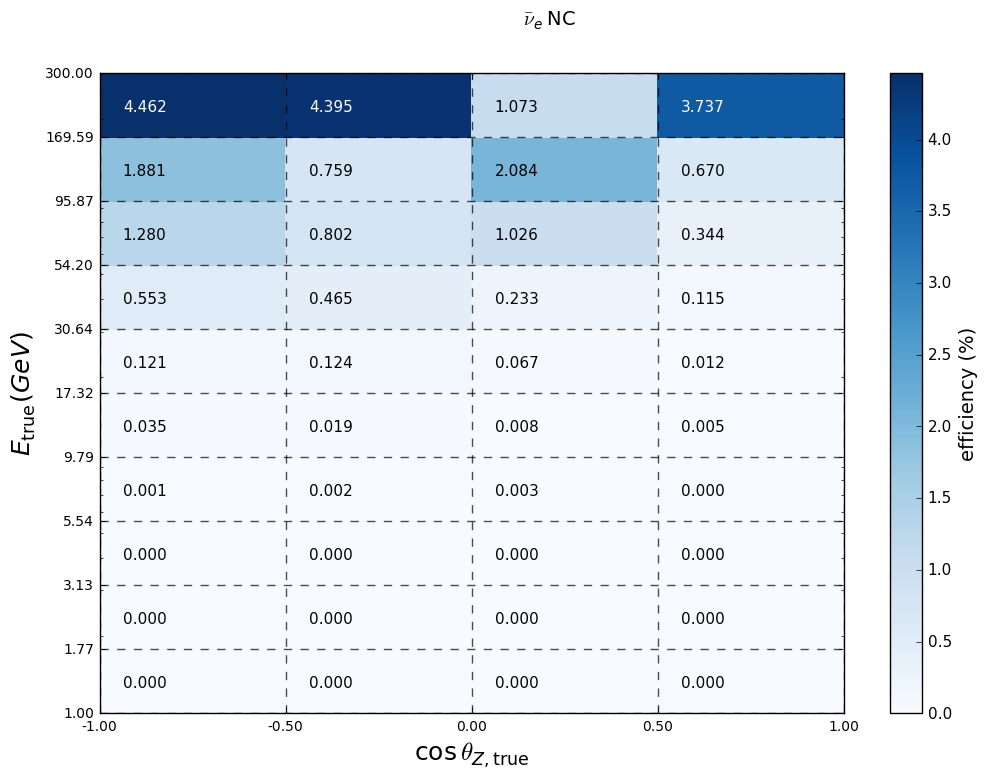 ν̄ₑ NC
300.00
4.462 4.395 1.073 3.737
169.59
1.881 0.759 2.084 0.670
95.87
1.280 0.802 1.026 0.344
54.20
0.553 0.465 0.233 0.115
30.64
0.121 0.124 0.067 0.012
17.32
0.035 0.019 0.008 0.005
9.79
0.001 0.002 0.003 0.000
5.54
0.000 0.000 0.000 0.000
3.13
0.000 0.000 0.000 0.000
1.77
0.000 0.000 0.000 0.000
1.00
-1.00 -0.50 0.00 0.50 1.00
cos θ_Z,true
E_true (GeV)
4.0
3.5
3.0
2.5
2.0
1.5
1.0
0.5
0.0
efficiency (%)